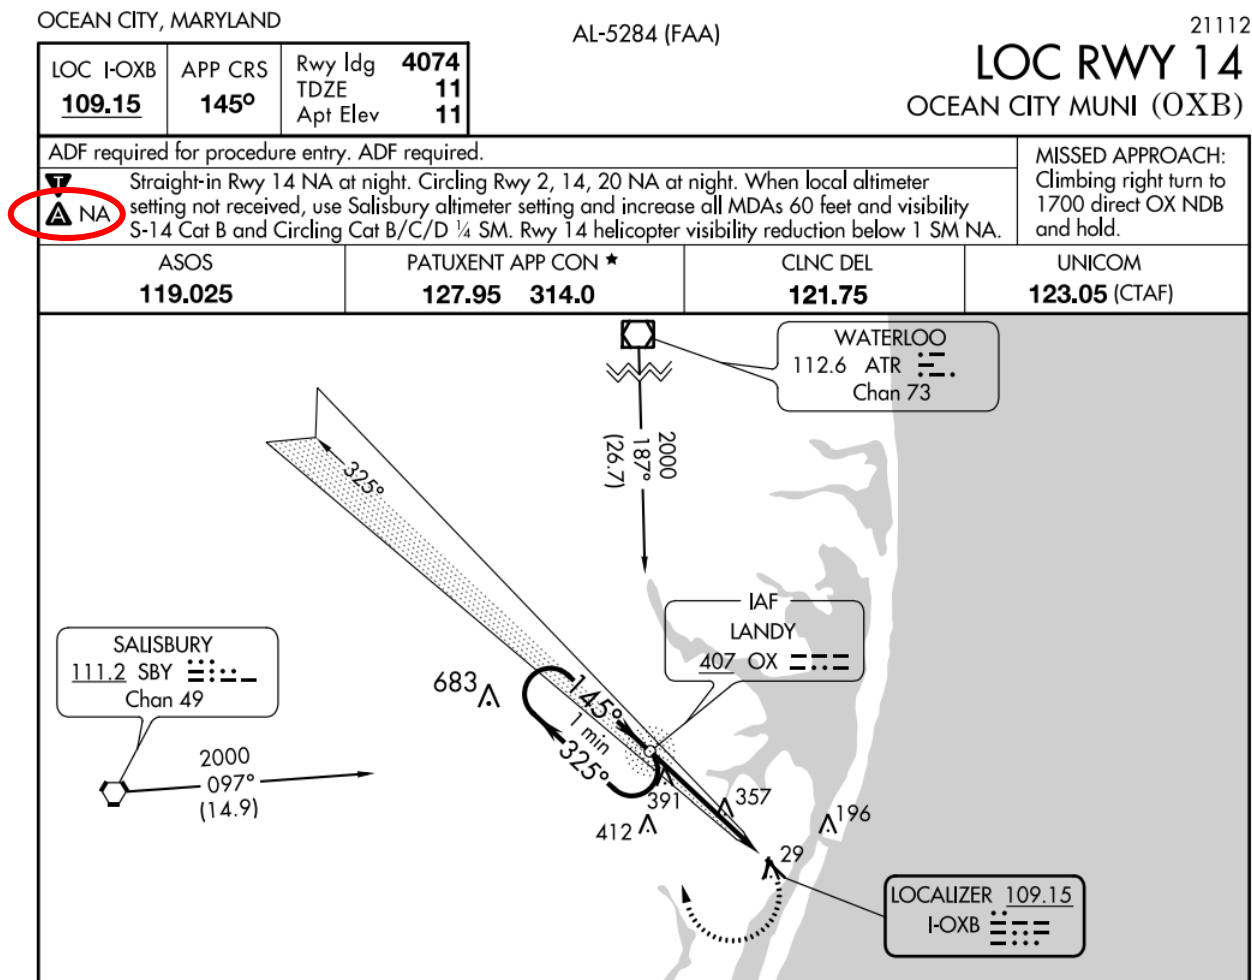 OCEAN CITY, MARYLAND
AL-5284 (FAA)
21112
LOC RWY 14
OCEAN CITY MUNI (OXB)
LOC I-OXB
109.15
APP CRS
145º
Rwy ldg 4074
TDZE 11
Apt Elev 11
ADF required for procedure entry. ADF required.
T
A NA
Straight-in Rwy 14 NA at night. Circling Rwy 2, 14, 20 NA at night. When local altimeter
setting not received, use Salisbury altimeter setting and increase all MDAs 60 feet and visibility
S-14 Cat B and Circling Cat B/C/D ¼ SM. Rwy 14 helicopter visibility reduction below 1 SM NA.
MISSED APPROACH:
Climbing right turn to
1700 direct OX NDB
and hold.
ASOS
119.025
PATUXENT APP CON ★
127.95 314.0
CLNC DEL
121.75
UNICOM
123.05 (CTAF)
WATERLOO
112.6 ATR
Chan 73
2000
187°
(26.7)
325°
IAF
LANDY
407 OX
SALISBURY
111.2 SBY
Chan 49
683
145°
1 min
325°
2000
097°
(14.9)
391
357
412
196
29
LOCALIZER 109.15
I-OXB